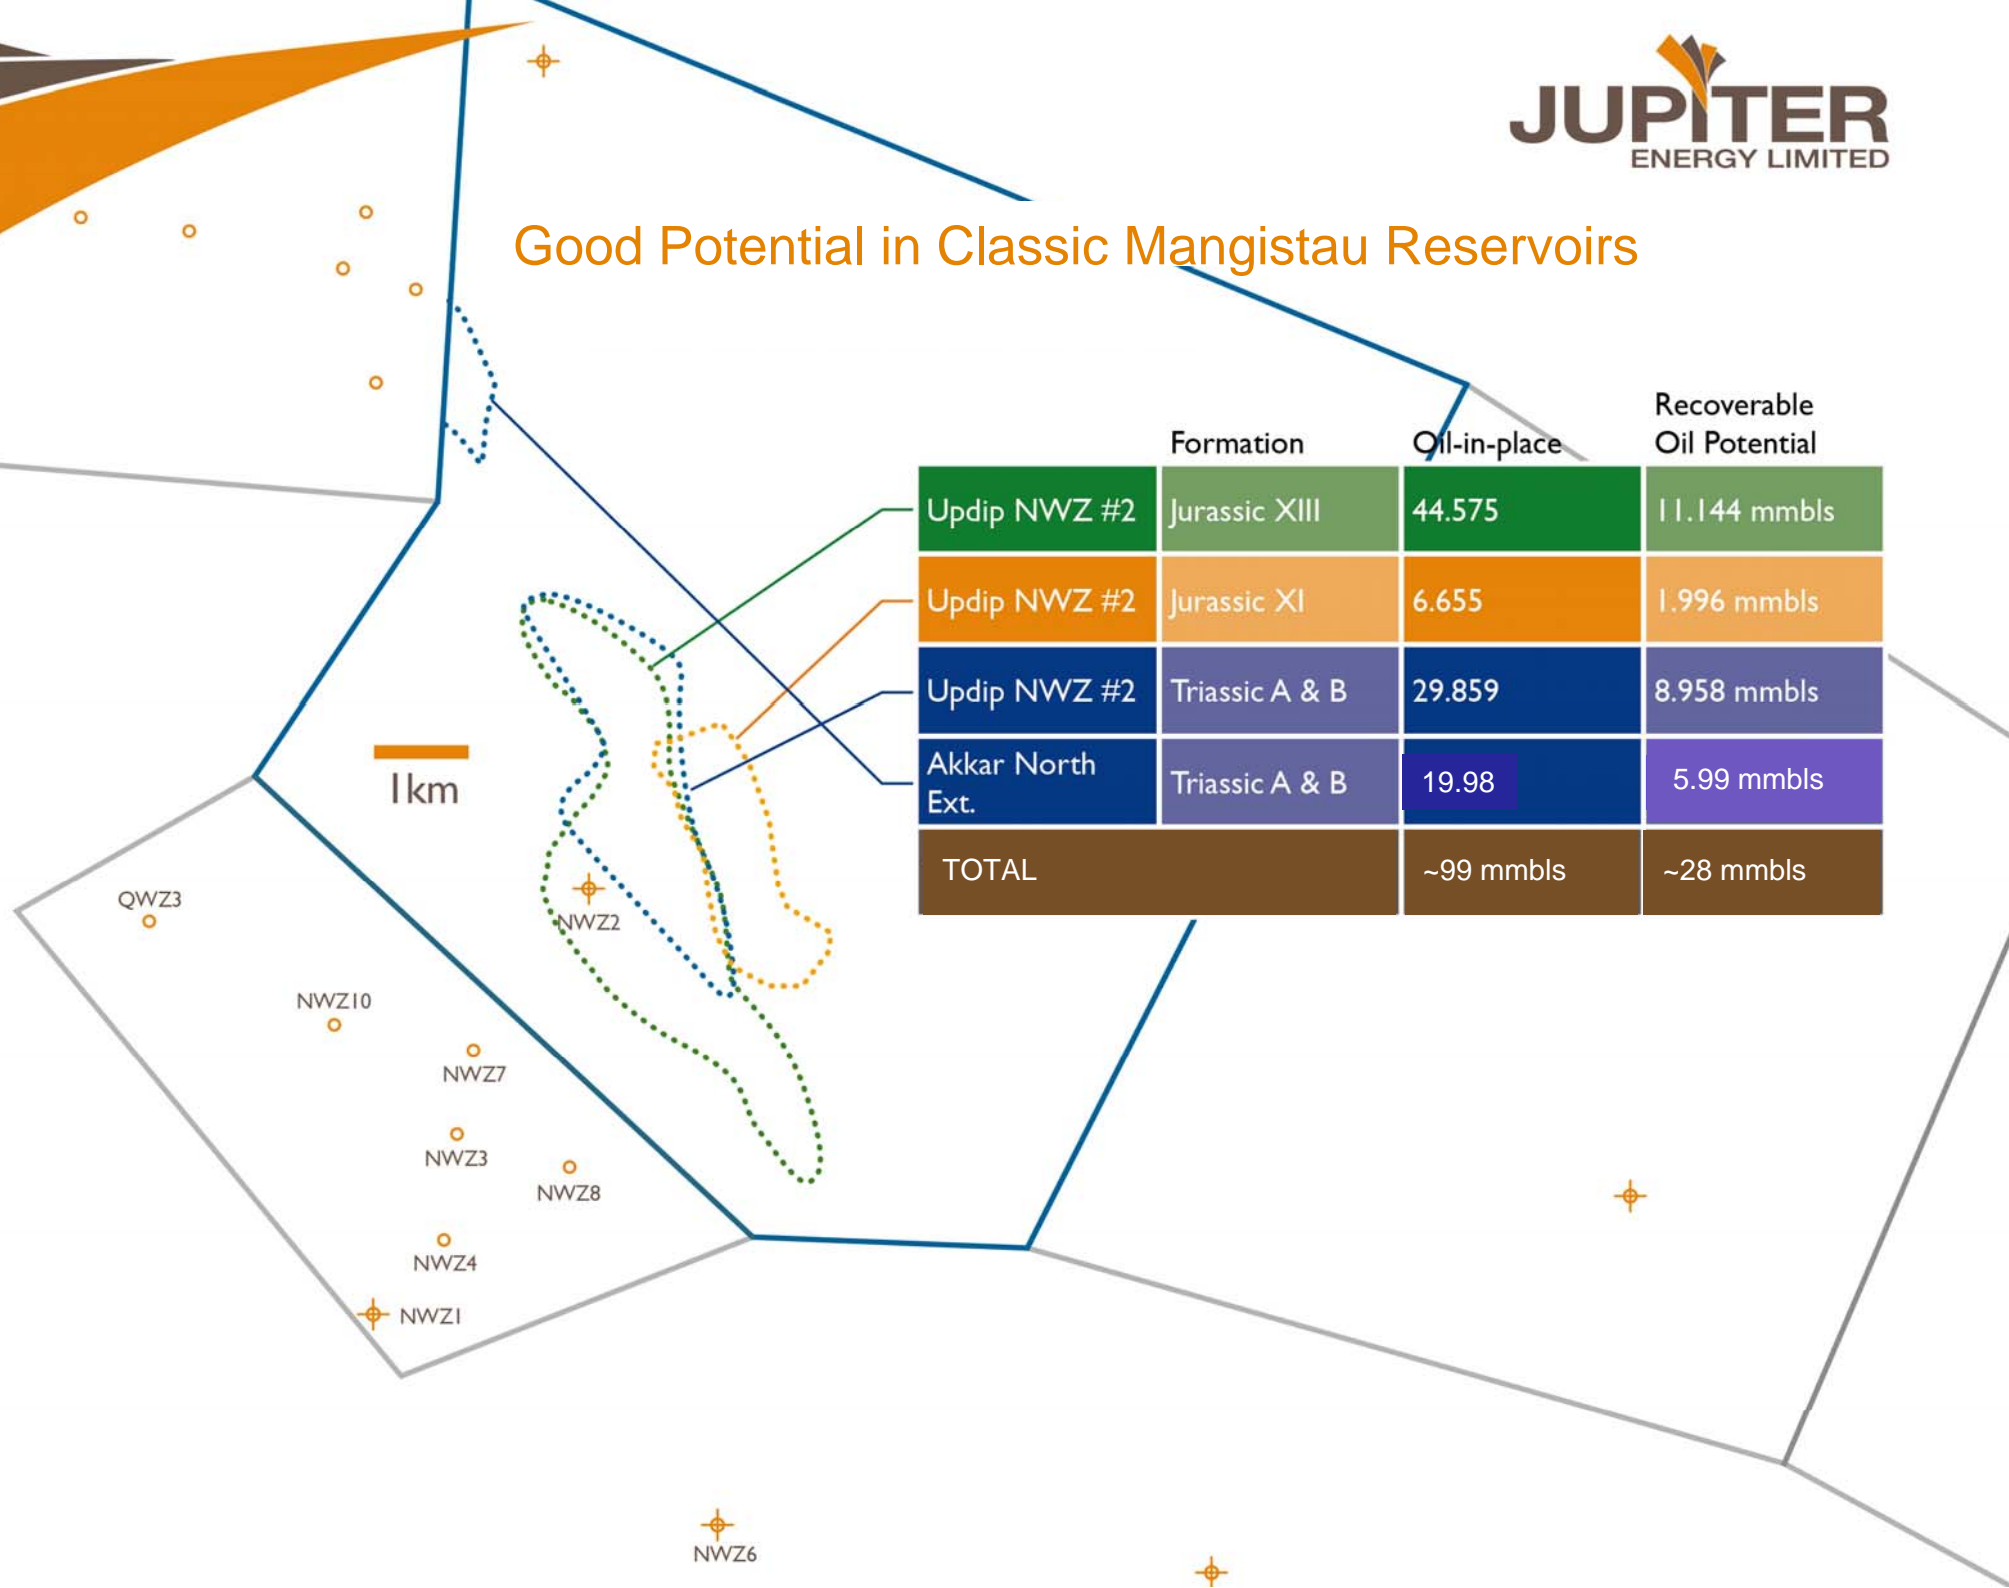 JUPITER
ENERGY LIMITED
Good Potential in Classic Mangistau Reservoirs
Formation Oil-in-place Recoverable
Oil Potential
Updip NWZ #2 Jurassic XIII 44.575 11.144 mmbls
Updip NWZ #2 Jurassic XI 6.655 1.996 mmbls
Updip NWZ #2 Triassic A & B 29.859 8.958 mmbls
Akkar North
Ext. Triassic A & B 19.98 5.99 mmbls
TOTAL ~99 mmbls ~28 mmbls
1km
QWZ3
NWZ2
NWZ10
NWZ7
NWZ3
NWZ8
NWZ4
NWZ1
NWZ6